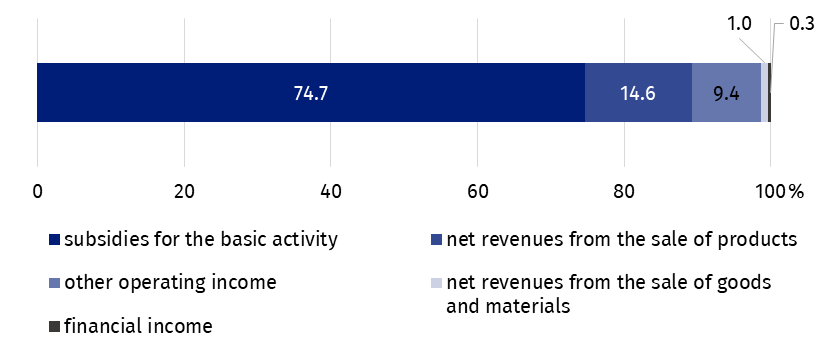 1.0
0.3
74.7
14.6
9.4
0
20
40
60
80
100%
subsidies for the basic activity
net revenues from the sale of products
other operating income
net revenues from the sale of goods
and materials
financial income